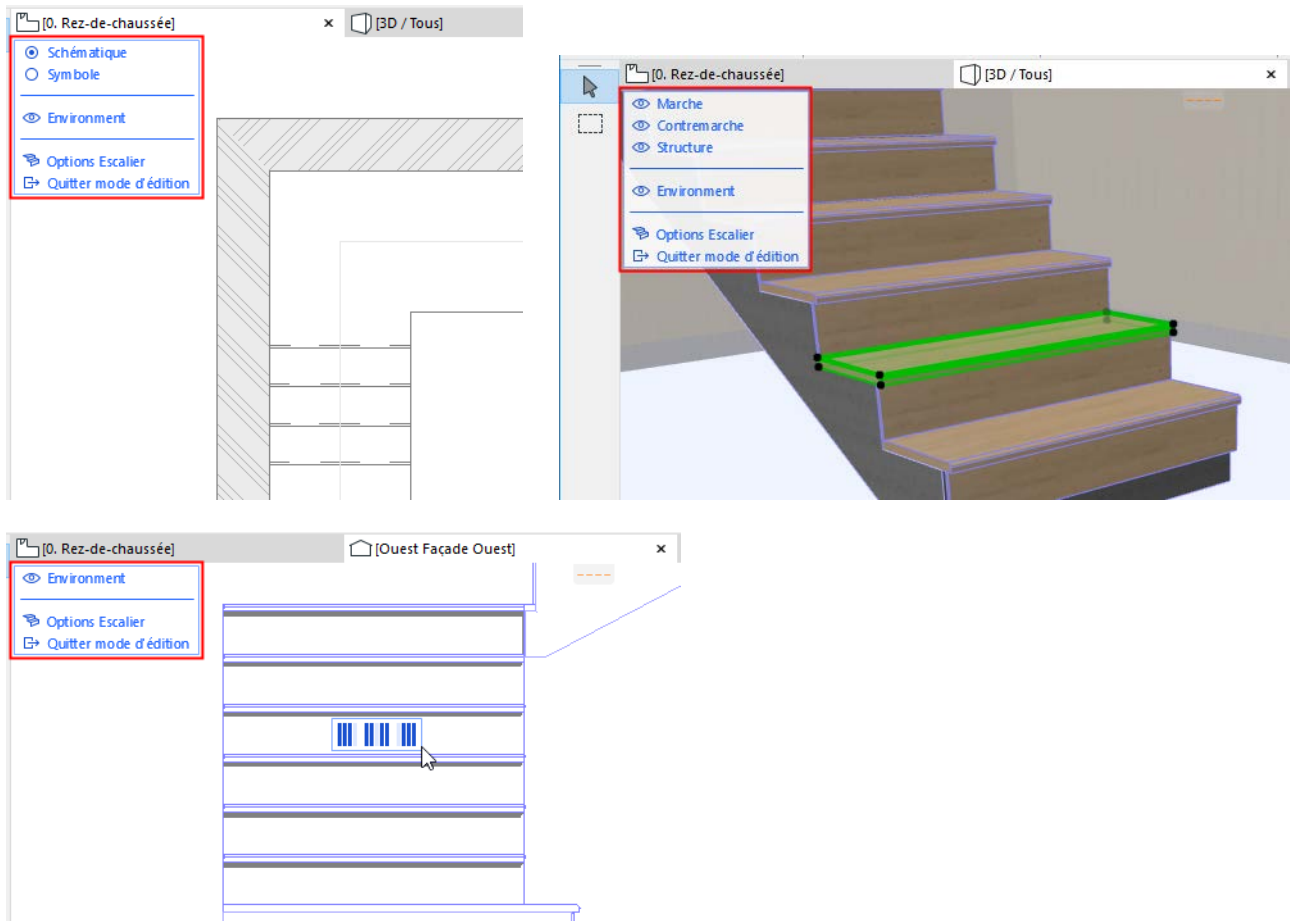 [0. Rez-de-chaussée]
[3D / Tous]
Schématique
Symbole
Environment
Options Escalier
Quitter mode d'édition
[0. Rez-de-chaussée]
[3D / Tous]
Marche
Contremarche
Structure
Environment
Options Escalier
Quitter mode d'édition
[0. Rez-de-chaussée]
[Ouest Façade Ouest]
Environment
Options Escalier
Quitter mode d'édition